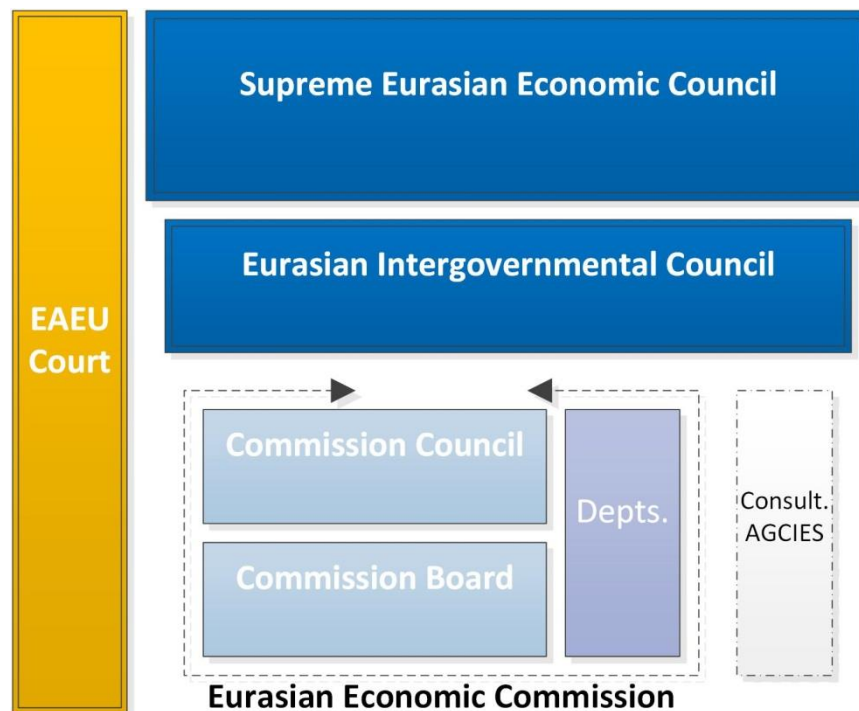 Supreme Eurasian Economic Council
Eurasian Intergovernmental Council
EAEU
Court
Commission Council
Commission Board
Depts.
Consult.
AGCIES
Eurasian Economic Commission